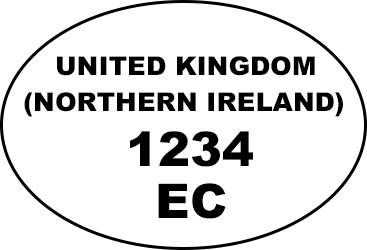 UNITED KINGDOM
(NORTHERN IRELAND)
1234
EC